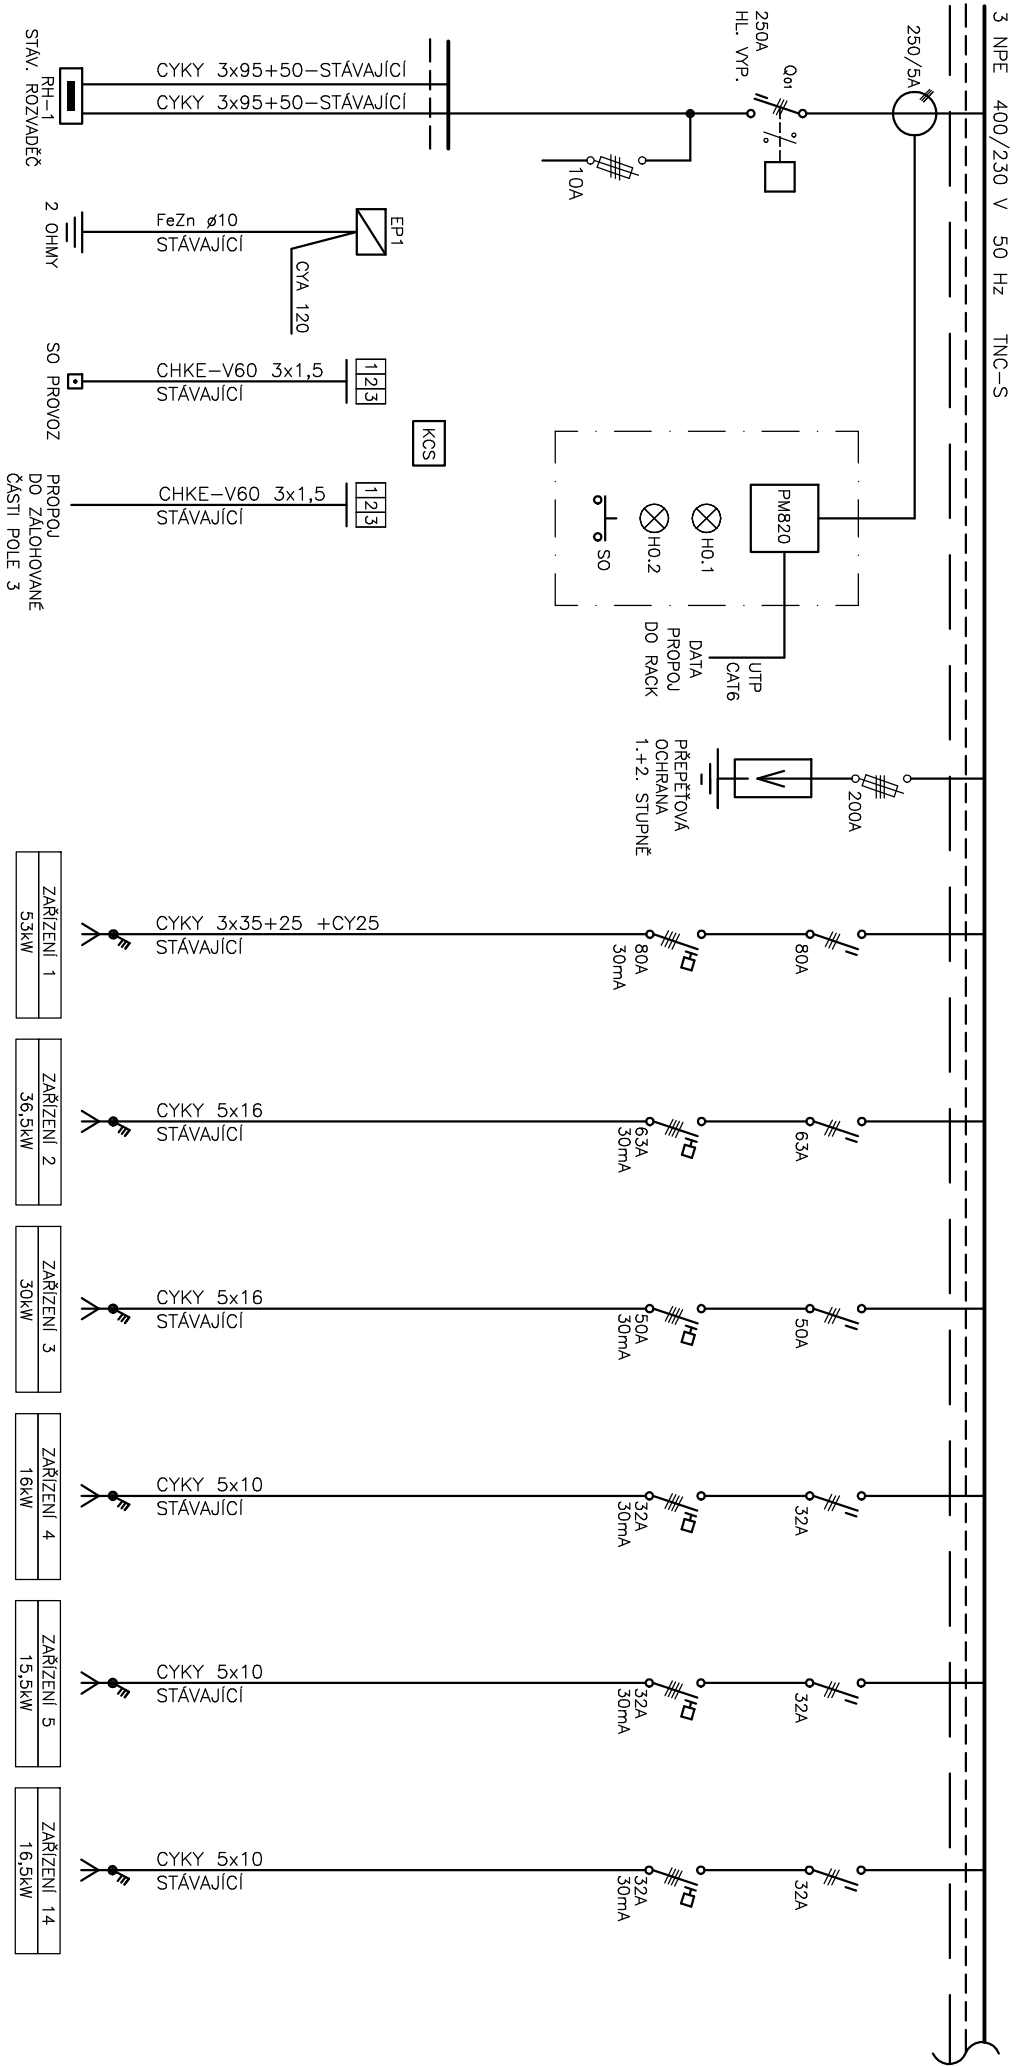 3 NPE 400/230 V 50 Hz TNC-S
250/5A
Q01
250A
HL. VYP.
10A
CYKY 3x95+50-STÁVAJÍCÍ
CYKY 3x95+50-STÁVAJÍCÍ
RH-1
STÁV. ROZVADĚČ
EP1
FeZn ø10
STÁVAJÍCÍ
CYA 120
2 OHMY
1 2 3
CHKE-V60 3x1,5
STÁVAJÍCÍ
SO PROVOZ
KCS
1 2 3
CHKE-V60 3x1,5
STÁVAJÍCÍ
PROPOJ
DO ZÁLOHOVANÉ
ČÁSTI POLE 3
PM820
H0.1
H0.2
SO
UTP
CAT6
DATA
PROPOJ
DO RACK
200A
PŘEPĚŤOVÁ
OCHRANA
1.+2. STUPNĚ
80A
80A
30mA
CYKY 3x35+25 +CY25
STÁVAJÍCÍ
ZAŘÍZENÍ 1
53kW
63A
63A
30mA
CYKY 5x16
STÁVAJÍCÍ
ZAŘÍZENÍ 2
36,5kW
50A
50A
30mA
CYKY 5x16
STÁVAJÍCÍ
ZAŘÍZENÍ 3
30kW
32A
32A
30mA
CYKY 5x10
STÁVAJÍCÍ
ZAŘÍZENÍ 4
16kW
32A
32A
30mA
CYKY 5x10
STÁVAJÍCÍ
ZAŘÍZENÍ 5
15,5kW
32A
32A
30mA
CYKY 5x10
STÁVAJÍCÍ
ZAŘÍZENÍ 14
16,5kW